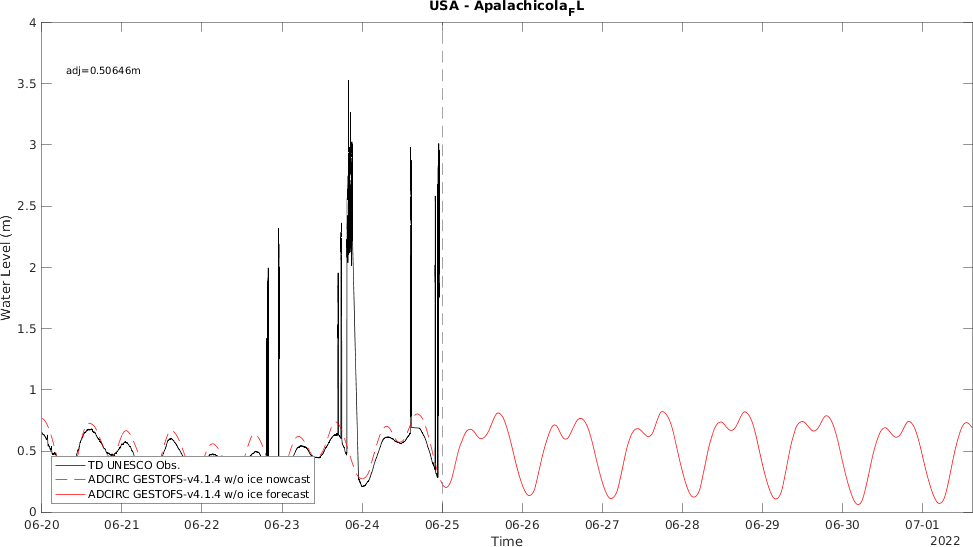 USA - Apalachicola_FL
4
adj=0.50646m
3.5
3
2.5
2
1.5
1
0.5
0
Water Level (m)
TD UNESCO Obs.
ADCIRC GESTOFS-v4.1.4 w/o ice nowcast
ADCIRC GESTOFS-v4.1.4 w/o ice forecast
06-20 06-21 06-22 06-23 06-24 06-25 06-26 06-27 06-28 06-29 06-30 07-01
Time
2022